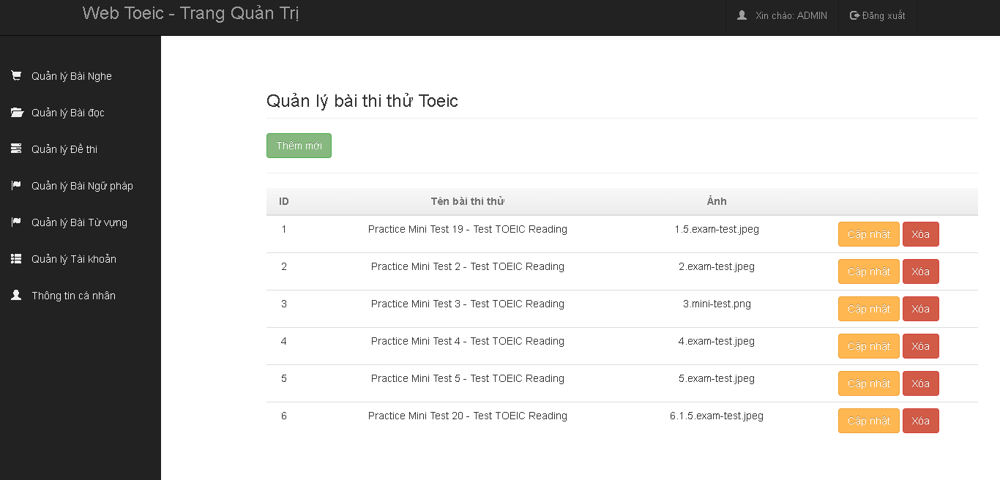 Web Toeic - Trang Quản Trị
Xin chào: ADMIN
Đăng xuất
Quản lý Bài Nghe
Quản lý Bài đọc
Quản lý Đề thi
Quản lý Bài Ngữ pháp
Quản lý Bài Từ vựng
Quản lý Tài khoản
Thông tin cá nhân
Quản lý bài thi thử Toeic
Thêm mới
ID Tên bài thi thử Ảnh
1 Practice Mini Test 19 - Test TOEIC Reading 1.5.exam-test.jpeg Cập nhật Xóa
2 Practice Mini Test 2 - Test TOEIC Reading 2.exam-test.jpeg Cập nhật Xóa
3 Practice Mini Test 3 - Test TOEIC Reading 3.mini-test.png Cập nhật Xóa
4 Practice Mini Test 4 - Test TOEIC Reading 4.exam-test.jpeg Cập nhật Xóa
5 Practice Mini Test 5 - Test TOEIC Reading 5.exam-test.jpeg Cập nhật Xóa
6 Practice Mini Test 20 - Test TOEIC Reading 6.1.5.exam-test.jpeg Cập nhật Xóa